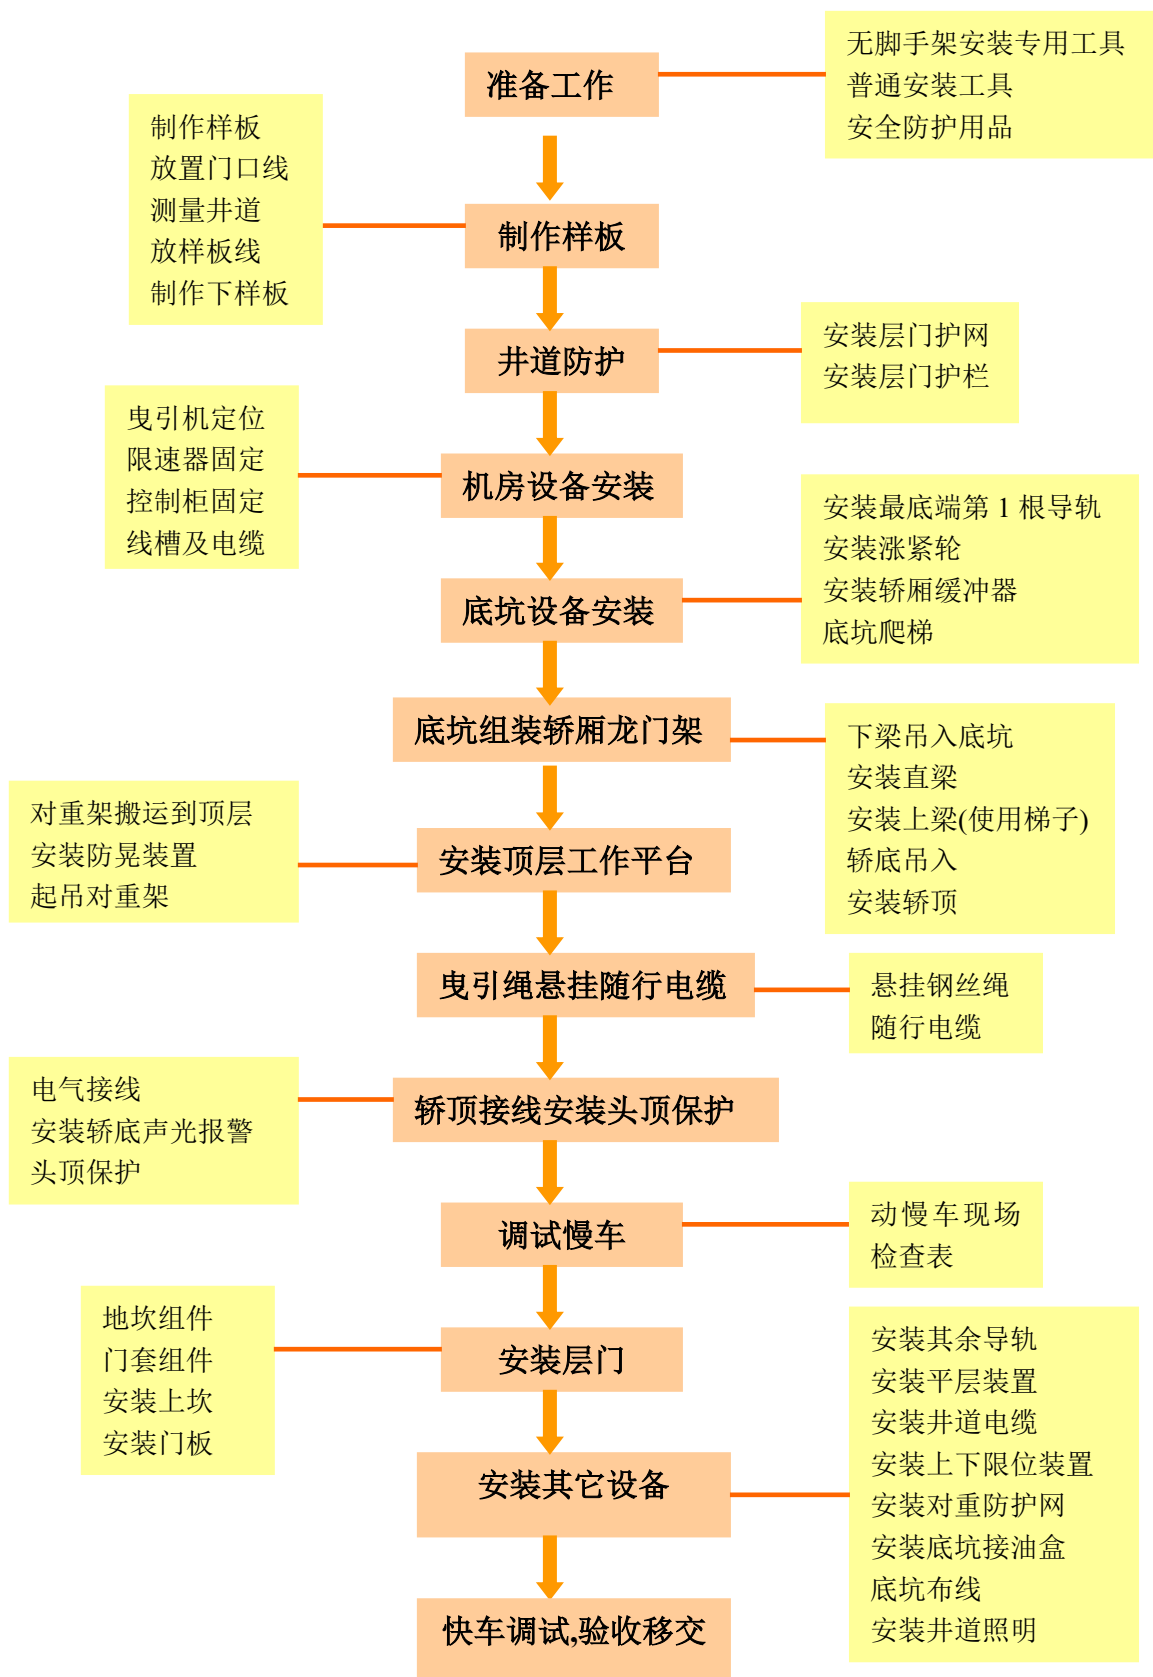 准备工作
无脚手架安装专用工具
普通安装工具
安全防护用品
制作样板
放置门口线
测量井道
放样板线
制作下样板
制作样板
井道防护
安装层门护网
安装层门护栏
曳引机定位
限速器固定
控制柜固定
线槽及电缆
机房设备安装
安装最底端第 1 根导轨
安装涨紧轮
安装轿厢缓冲器
底坑爬梯
底坑设备安装
底坑组装轿厢龙门架
下梁吊入底坑
安装直梁
安装上梁(使用梯子)
轿底吊入
安装轿顶
对重架搬运到顶层
安装防晃装置
起吊对重架
安装顶层工作平台
曳引绳悬挂随行电缆
悬挂钢丝绳
随行电缆
电气接线
安装轿底声光报警
头顶保护
轿顶接线安装头顶保护
调试慢车
动慢车现场
检查表
地坎组件
门套组件
安装上坎
安装门板
安装层门
安装其余导轨
安装平层装置
安装井道电缆
安装上下限位装置
安装对重防护网
安装底坑接油盒
底坑布线
安装井道照明
安装其它设备
快车调试,验收移交